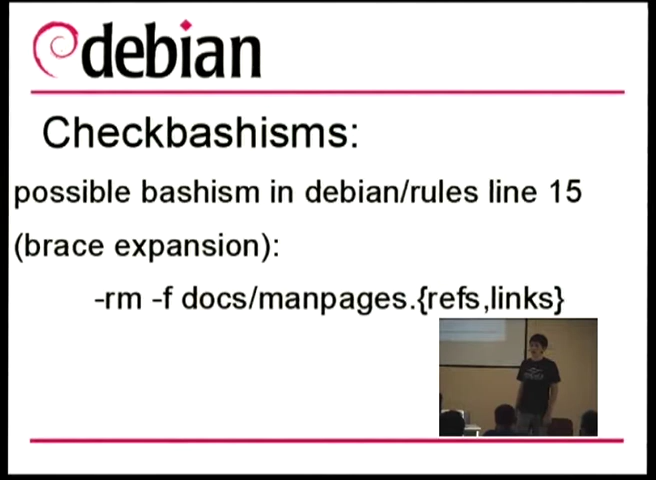 debian
Checkbashisms:
possible bashism in debian/rules line 15
(brace expansion):
-rm -f docs/manpages.{refs,links}